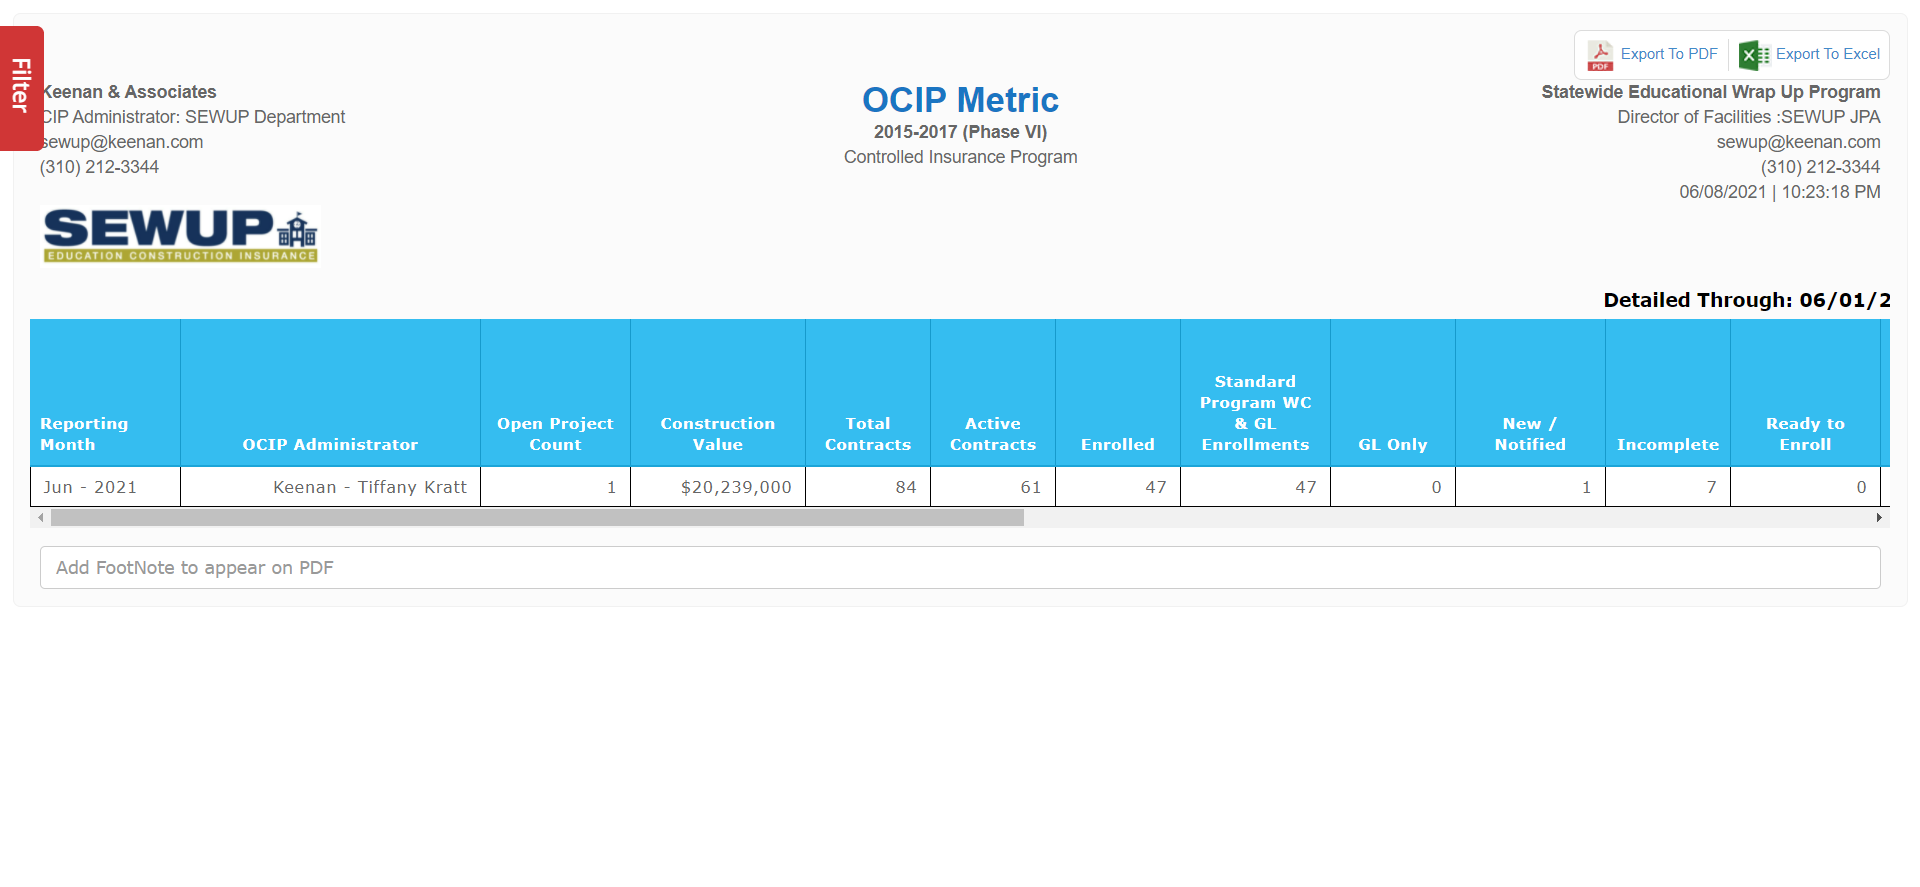 Filter
Export To PDF
Export To Excel
Keenan & Associates
CIP Administrator: SEWUP Department
sewup@keenan.com
(310) 212-3344
SEWUP
EDUCATION CONSTRUCTION INSURANCE
OCIP Metric
2015-2017 (Phase VI)
Controlled Insurance Program
Statewide Educational Wrap Up Program
Director of Facilities :SEWUP JPA
sewup@keenan.com
(310) 212-3344
06/08/2021 | 10:23:18 PM
Detailed Through: 06/01/2
Reporting
Month
OCIP Administrator
Open Project
Count
Construction
Value
Total
Contracts
Active
Contracts
Enrolled
Standard
Program WC
& GL
Enrollments
GL Only
New /
Notified
Incomplete
Ready to
Enroll
Jun - 2021 Keenan - Tiffany Kratt 1 $20,239,000 84 61 47 47 0 1 7 0
Add FootNote to appear on PDF